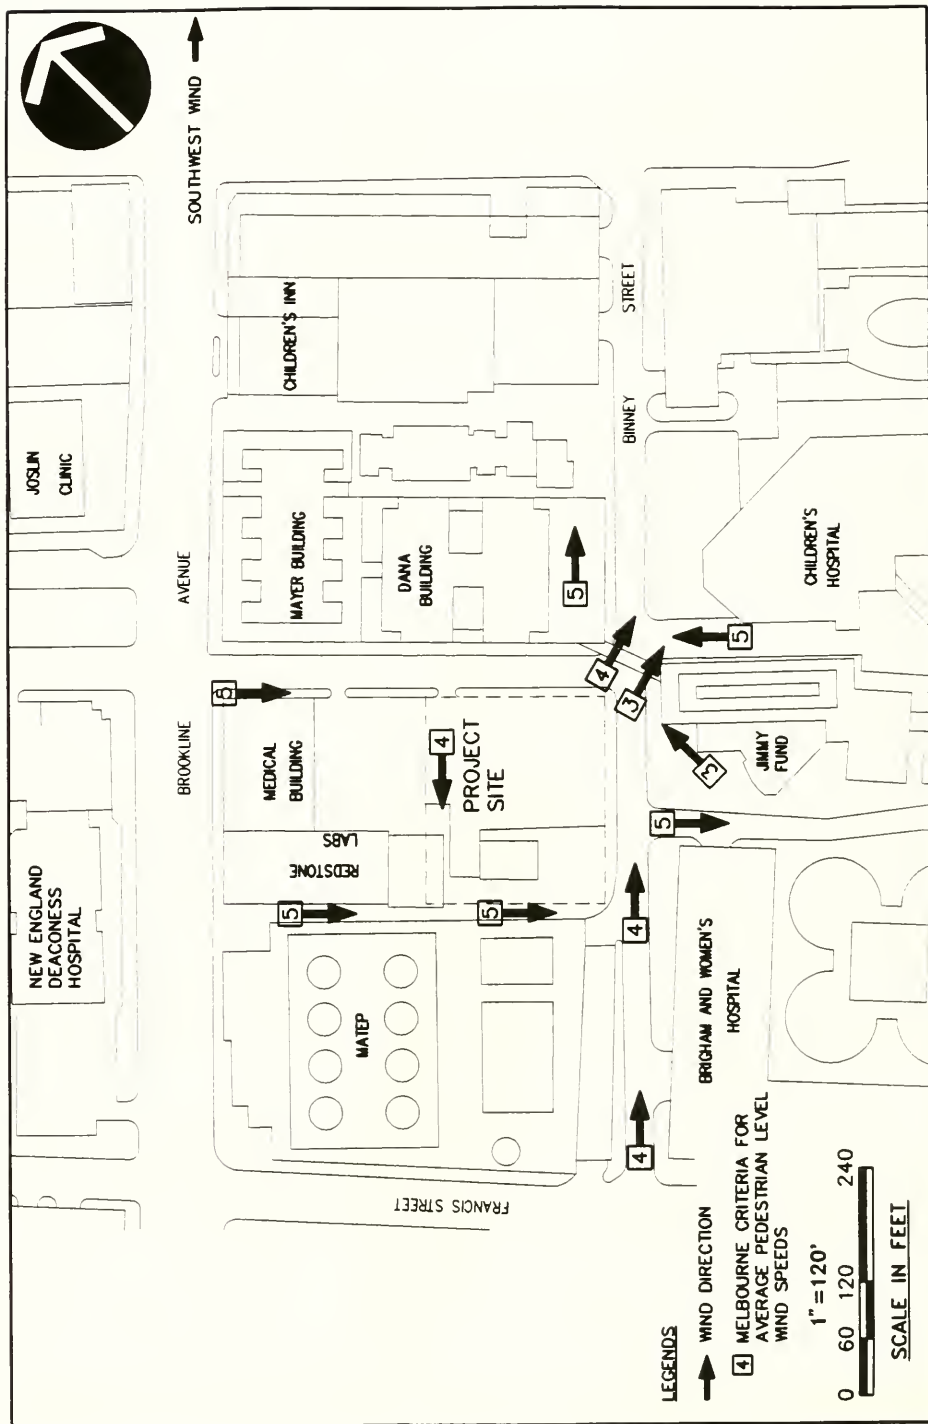 SOUTHWEST WIND
JOSLIN
CLINIC
CHILDREN'S INN
STREET
BINNEY
AVENUE
BROOKLINE
MAYER BUILDING
DANA
BUILDING
5
CHILDREN'S
HOSPITAL
NEW ENGLAND
DEACONESS
HOSPITAL
5
MEDICAL
BUILDING
4
PROJECT
SITE
4
3
5
3
JIMMY
FUND
REDSTONE
LABS
5
5
5
4
MATEP
BRIGHAM AND WOMEN'S
HOSPITAL
4
FRANCIS STREET
LEGENDS
WIND DIRECTION
4 MELBOURNE CRITERIA FOR
AVERAGE PEDESTRIAN LEVEL
WIND SPEEDS
1"=120'
0 60 120 240
SCALE IN FEET